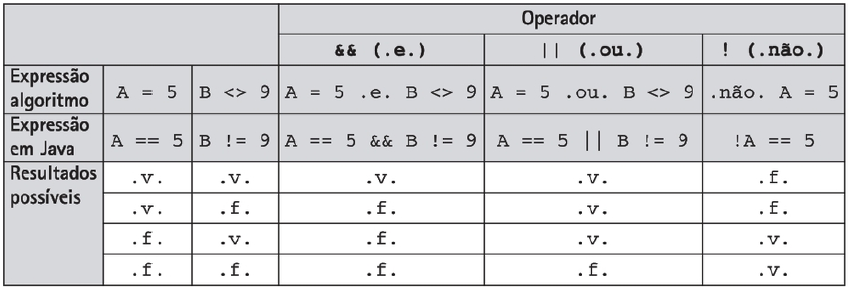 Operador
&& (.e.) || (.ou.) ! (.não.)
Expressão algoritmo A = 5 B <> 9 A = 5 .e. B <> 9 A = 5 .ou. B <> 9 .não. A = 5
Expressão em Java A == 5 B != 9 A == 5 && B != 9 A == 5 || B != 9 !A == 5
Resultados possíveis .v. .v. .v. .v. .f.
.v. .f. .f. .v. .f.
.f. .v. .f. .v. .v.
.f. .f. .f. .f. .v.